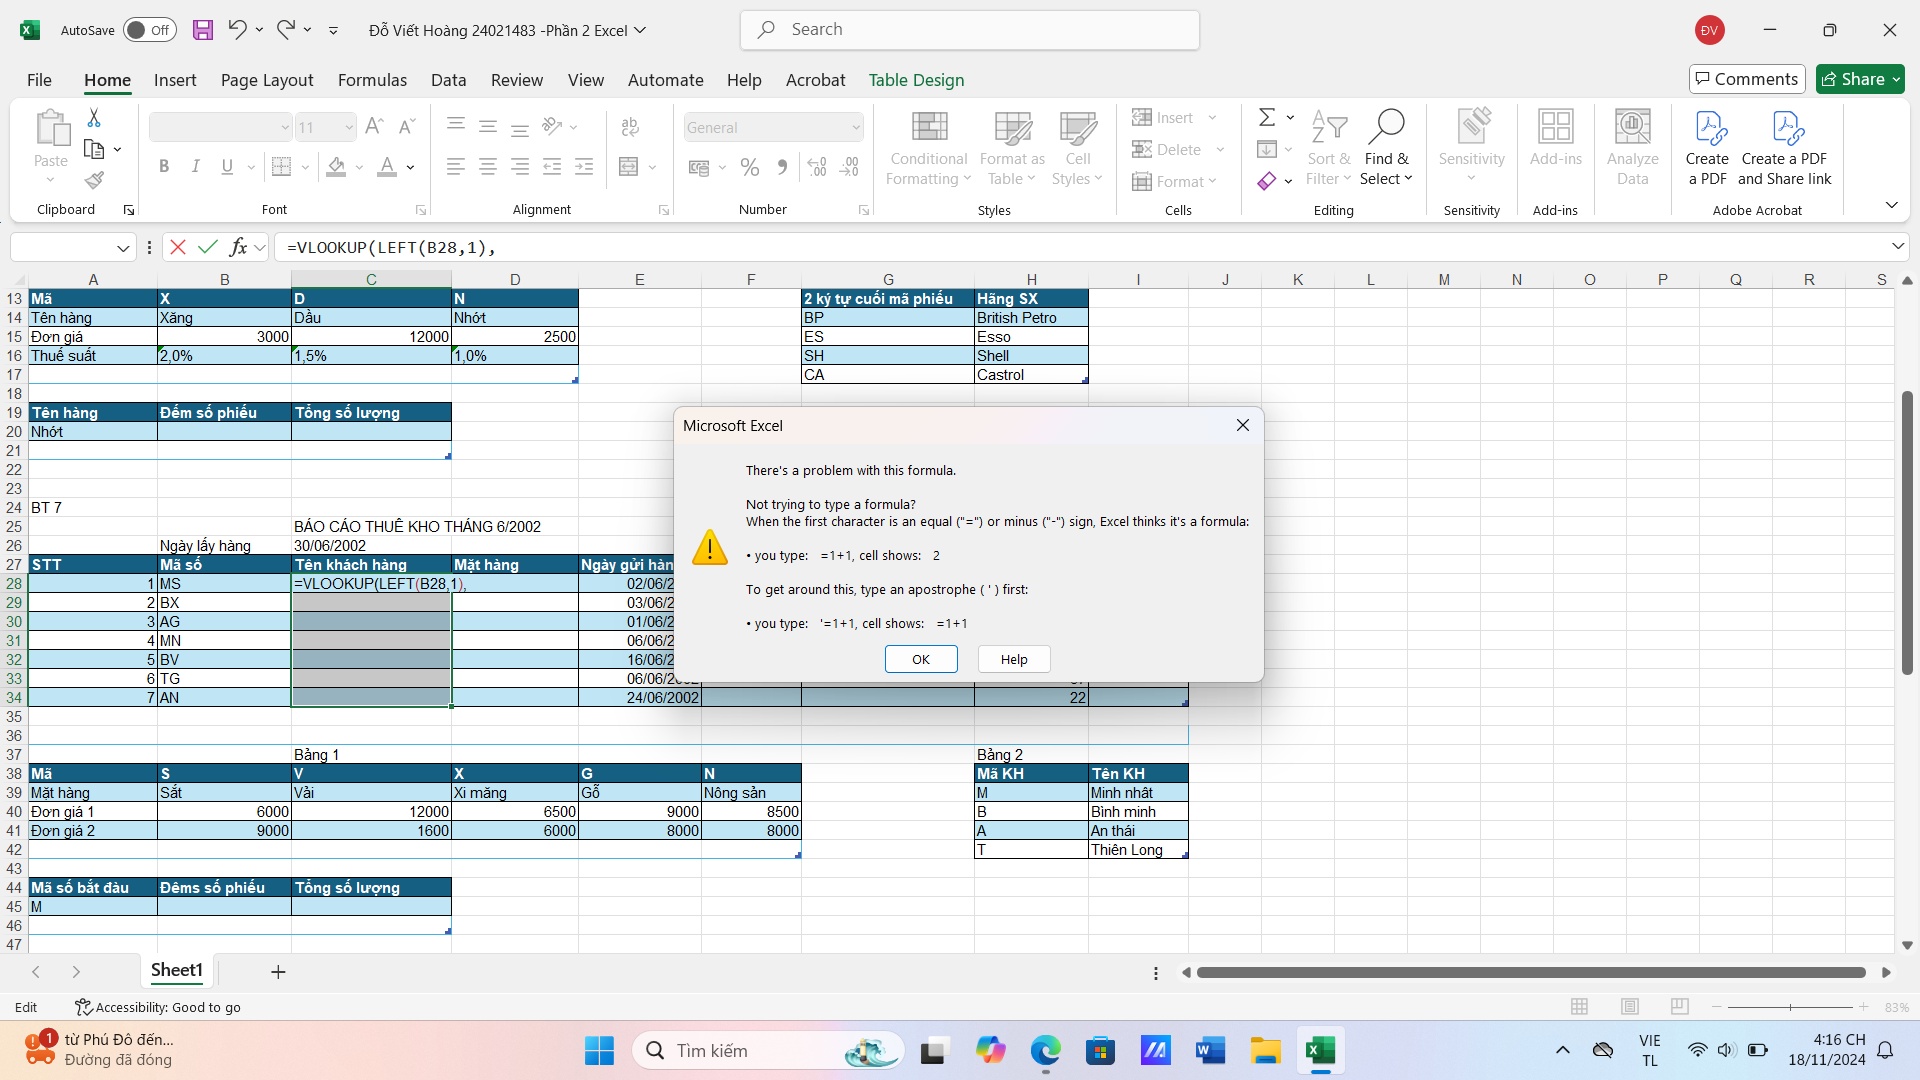 AutoSave Off Đỗ Viết Hoàng 24021483 -Phần 2 Excel Search ĐV
File Home Insert Page Layout Formulas Data Review View Automate Help Acrobat Table Design Comments Share
Paste
Clipboard
11
B I U A
Font
Alignment
General
Number
Conditional Formatting
Format as Table
Cell Styles
Styles
Insert
Delete
Format
Cells
Sort & Filter
Find & Select
Editing
Sensitivity
Sensitivity
Add-ins
Add-ins
Analyze Data
Create a PDF
Create a PDF and Share link
Adobe Acrobat
fx =VLOOKUP(LEFT(B28,1),
A B C D E F G H I J K L M N O P Q R S
13 Mã X D N 2 ký tự cuối mã phiếu Hãng SX
14 Tên hàng Xăng Dầu Nhớt BP British Petro
15 Đơn giá 3000 12000 2500 ES Esso
16 Thuế suất 2,0% 1,5% 1,0% SH Shell
17 CA Castrol
18
19 Tên hàng Đếm số phiếu Tổng số lượng
20 Nhớt
21
22
23
24 BT 7
25 BÁO CÁO THUÊ KHO THÁNG 6/2002
26 Ngày lấy hàng 30/06/2002
27 STT Mã số Tên khách hàng Mặt hàng Ngày gửi hàn
28 1 MS =VLOOKUP(LEFT(B28,1), 02/06/2
29 2 BX 03/06/2
30 3 AG 01/06/2
31 4 MN 06/06/2
32 5 BV 16/06/2
33 6 TG 06/06/2002
34 7 AN 24/06/2002 22
35
36
37 Bảng 1 Bảng 2
38 Mã S V X G N Mã KH Tên KH
39 Mặt hàng Sắt Vải Xi măng Gỗ Nông sản M Minh nhât
40 Đơn giá 1 6000 12000 6500 9000 8500 B Bình minh
41 Đơn giá 2 9000 1600 6000 8000 8000 A An thái
42 T Thiên Long
43
44 Mã số bắt đàu Đêms số phiếu Tổng số lượng
45 M
46
47
Microsoft Excel
There's a problem with this formula.
Not trying to type a formula?
When the first character is an equal ("=") or minus ("-") sign, Excel thinks it's a formula:
• you type: =1+1, cell shows: 2
To get around this, type an apostrophe ( ' ) first:
• you type: '=1+1, cell shows: =1+1
OK Help
Sheet1
Edit Accessibility: Good to go 83%
1 từ Phú Đô đến...
Đường đã đóng
Tìm kiếm
VIE
TL
4:16 CH
18/11/2024